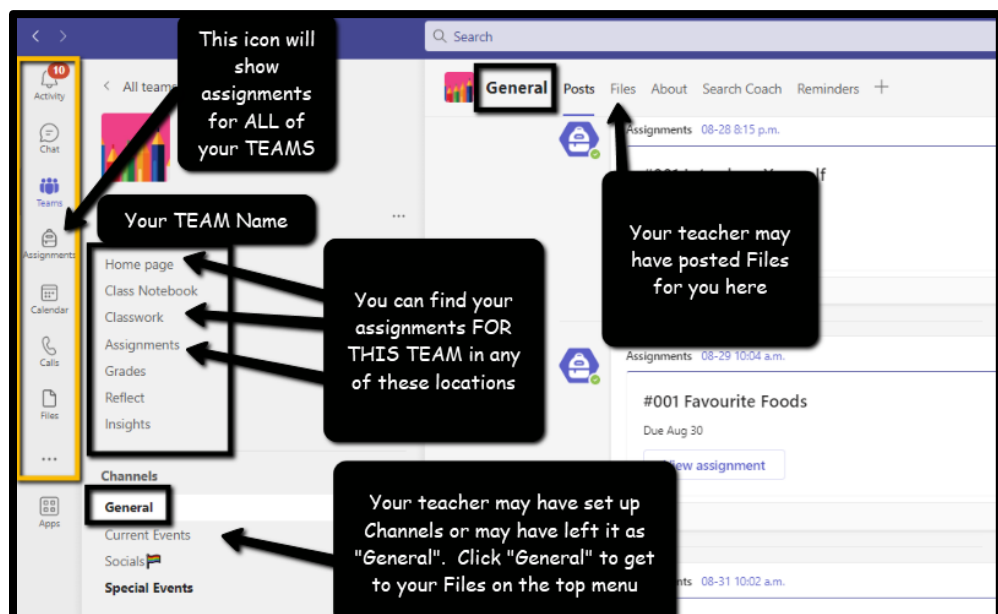 This icon will
show
assignments
for ALL of
your TEAMS
Search
10
Activity
Chat
Teams
Assignments
Calendar
Calls
Files
...
Apps
All teams
Your TEAM Name
...
Home page
Class Notebook
Classwork
Assignments
Grades
Reflect
Insights
You can find your
assignments FOR
THIS TEAM in any
of these locations
Channels
General
Current Events
Socials
Special Events
Your teacher may have set up
Channels or may have left it as
"General". Click "General" to get
to your Files on the top menu
General Posts Files About Search Coach Reminders
Assignments 08-28 8:15 p.m.
Your teacher may
have posted Files
for you here
Assignments 08-29 10:04 a.m.
#001 Favourite Foods
Due Aug 30
View assignment
08-31 10:02 a.m.